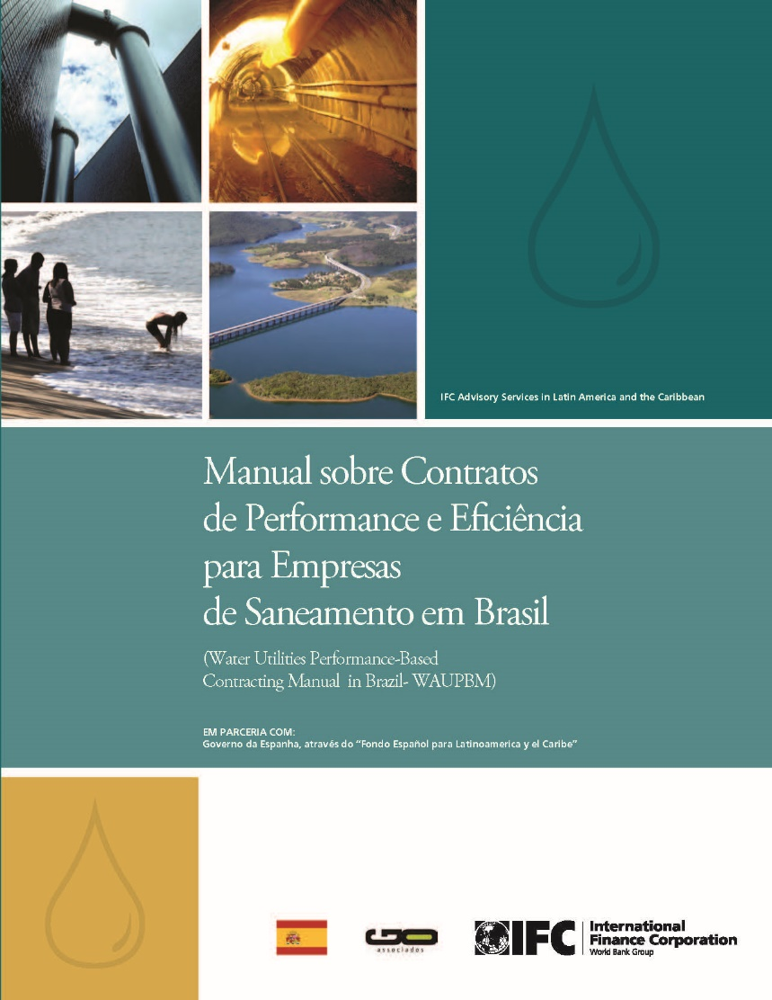 IFC Advisory Services in Latin America and the Caribbean
Manual sobre Contratos
de Performance e Eficiência
para Empresas
de Saneamento em Brasil
(Water Utilities Performance-Based
Contracting Manual in Brazil- WAUPBM)
EM PARCERIA COM:
Governo da Espanha, através do “Fondo Español para Latinoamerica y el Caribe”
GO
associados
IFC
International
Finance Corporation
World Bank Group